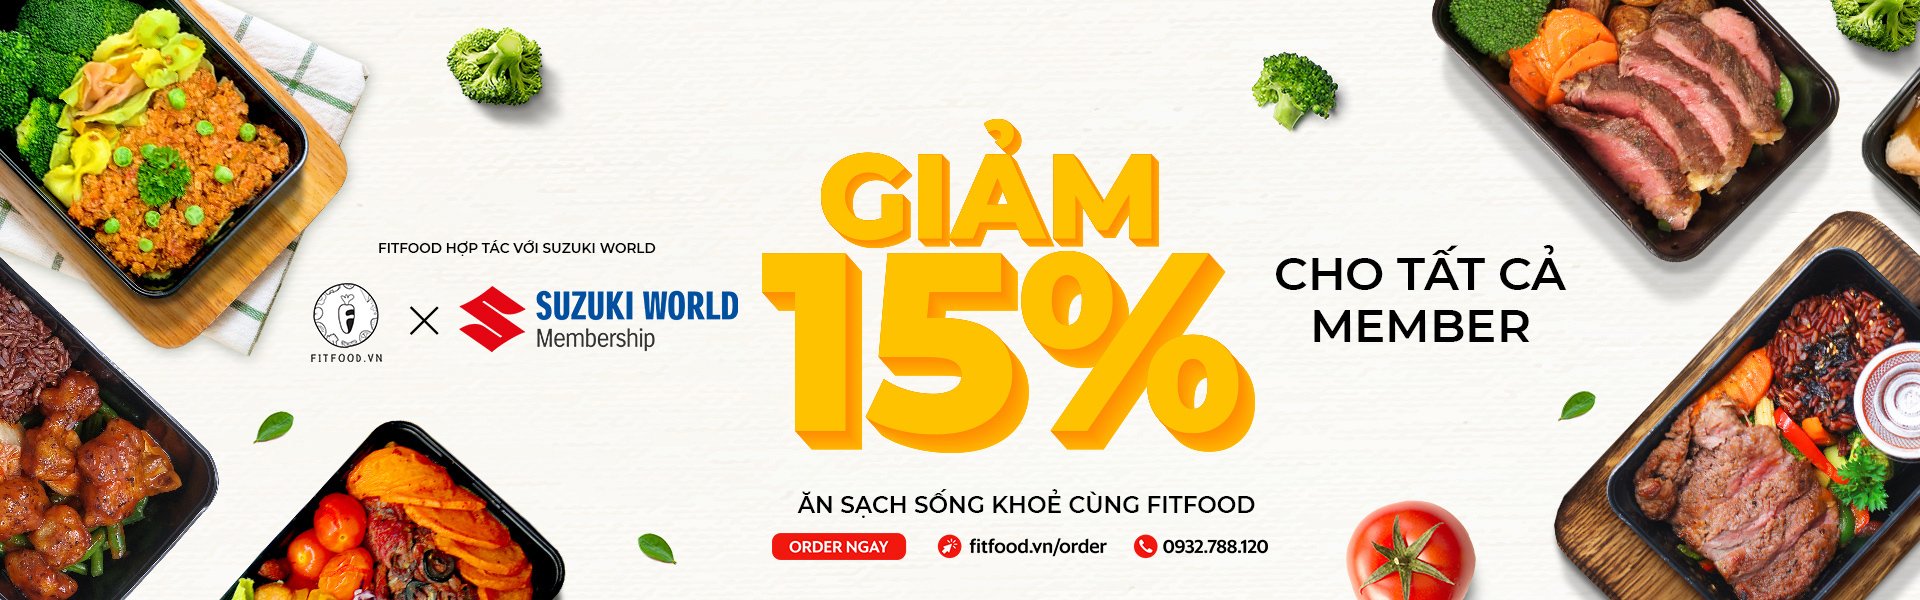 FITFOOD HỢP TÁC VỚI SUZUKI WORLD
F
FITFOOD.VN
SUZUKI WORLD
Membership
GIẢM
15%
CHO TẤT CẢ
MEMBER
ĂN SẠCH SỐNG KHOẺ CÙNG FITFOOD
ORDER NGAY fitfood.vn/order 0932.788.120